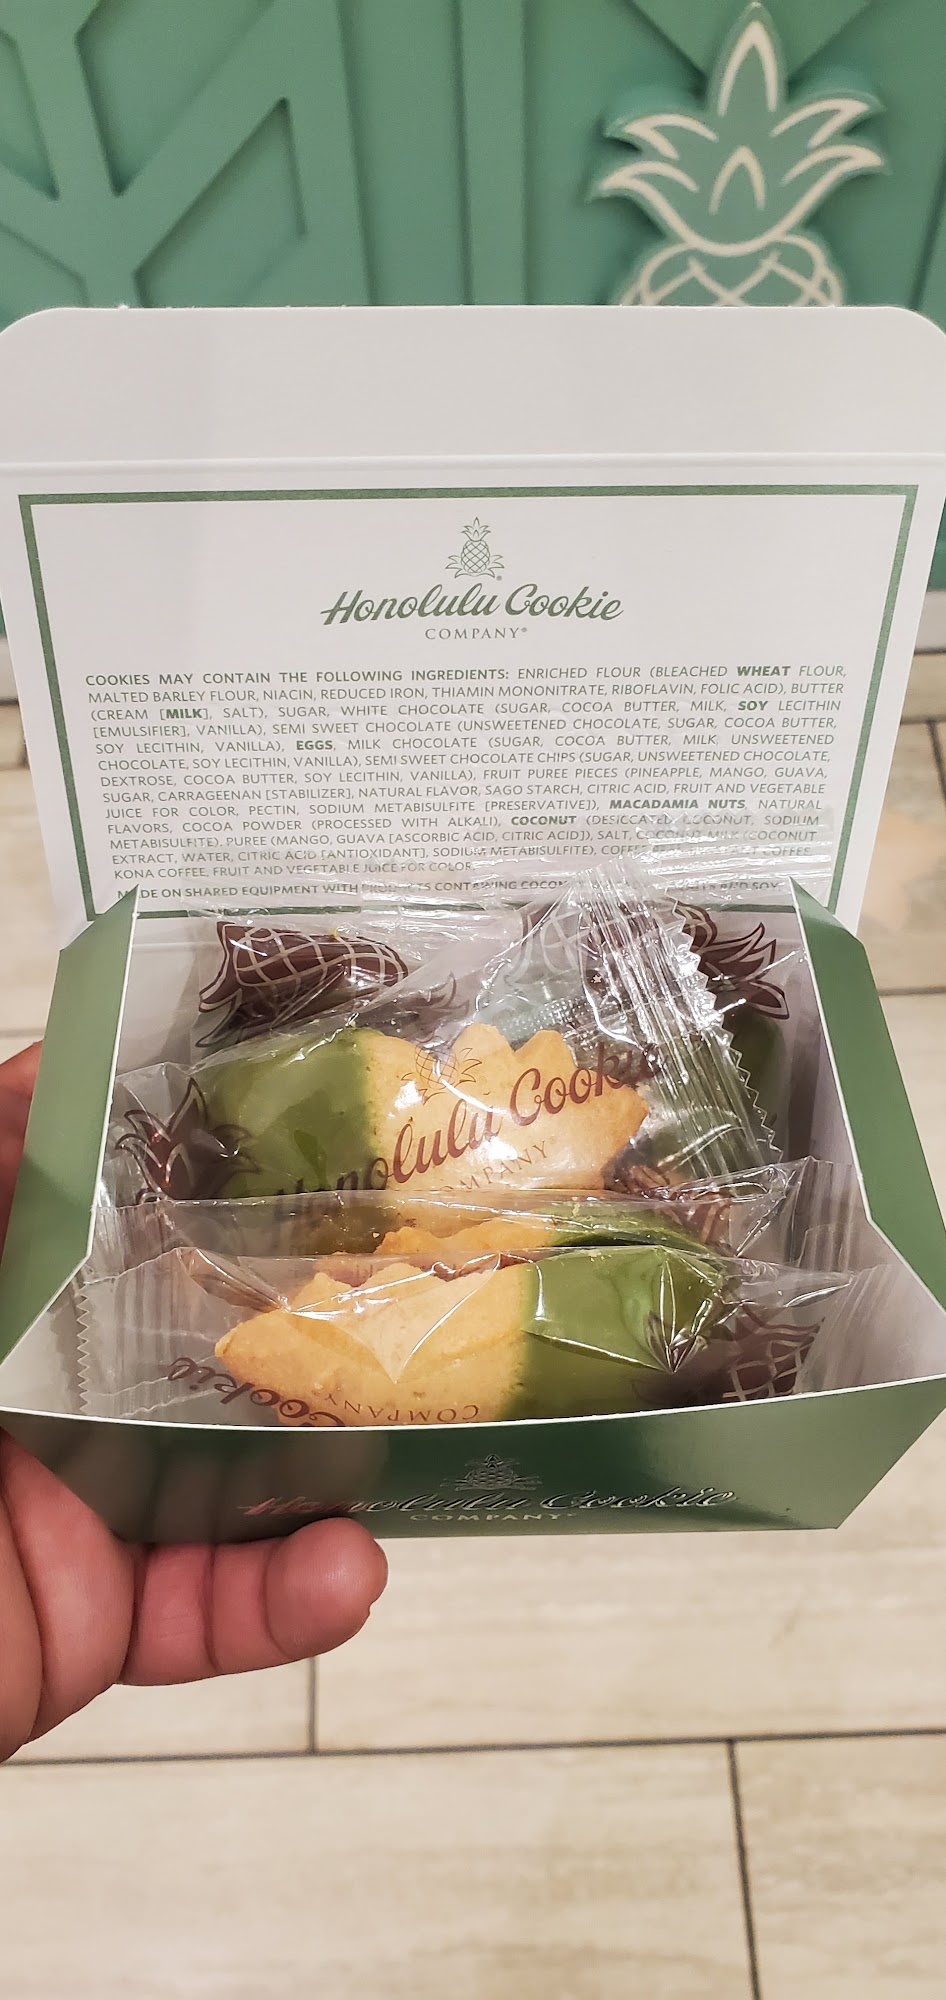 Honolulu Cookie
COMPANY®
COOKIES MAY CONTAIN THE FOLLOWING INGREDIENTS: ENRICHED FLOUR (BLEACHED WHEAT FLOUR,
MALTED BARLEY FLOUR, NIACIN, REDUCED IRON, THIAMIN MONONITRATE, RIBOFLAVIN, FOLIC ACID), BUTTER
(CREAM [MILK], SALT), SUGAR, WHITE CHOCOLATE (SUGAR, COCOA BUTTER, MILK, SOY LECITHIN
[EMULSIFIER], VANILLA), SEMI SWEET CHOCOLATE (UNSWEETENED CHOCOLATE, SUGAR, COCOA BUTTER,
SOY LECITHIN, VANILLA), EGGS, MILK CHOCOLATE (SUGAR, COCOA BUTTER, MILK, UNSWEETENED
CHOCOLATE, SOY LECITHIN, VANILLA), SEMI SWEET CHOCOLATE CHIPS (SUGAR, UNSWEETENED CHOCOLATE,
DEXTROSE, COCOA BUTTER, SOY LECITHIN, VANILLA), FRUIT PUREE PIECES (PINEAPPLE, MANGO, GUAVA,
SUGAR, CARRAGEENAN [STABILIZER], NATURAL FLAVOR, SAGO STARCH, CITRIC ACID, FRUIT AND VEGETABLE
JUICE FOR COLOR, PECTIN, SODIUM METABISULFITE [PRESERVATIVE]), MACADAMIA NUTS, NATURAL
FLAVORS, COCOA POWDER (PROCESSED WITH ALKALI), COCONUT (DESICCATED COCONUT, SODIUM
METABISULFITE), PUREE (MANGO, GUAVA [ASCORBIC ACID, CITRIC ACID]), SALT, COCONUT MILK (COCONUT
EXTRACT, WATER, CITRIC ACID [ANTIOXIDANT], SODIUM METABISULFITE), COFFEE COFFEE
KONA COFFEE, FRUIT AND VEGETABLE JUICE FOR COLOR
MADE ON SHARED EQUIPMENT WITH PRODUCTS CONTAINING AND SOY
Honolulu Cookie
COMPANY
Cookie
COMPANY
Honolulu Cookie
COMPANY®